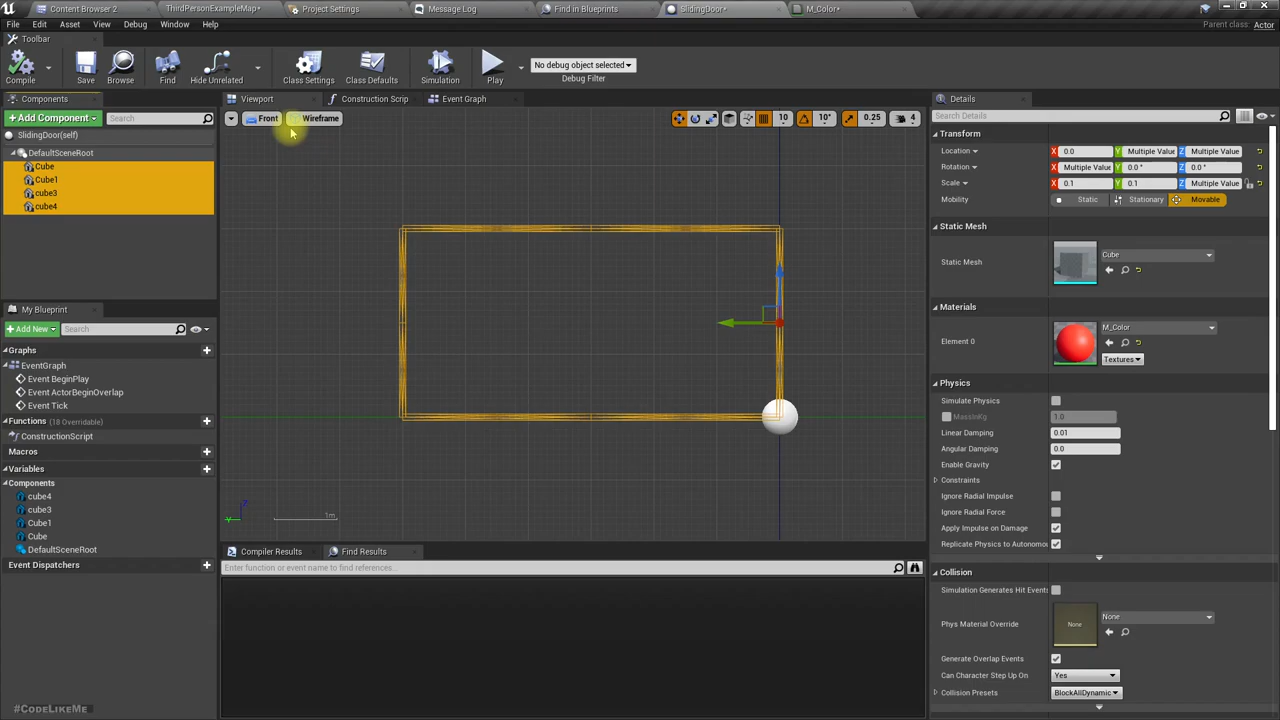 Content Browser 2
ThirdPersonExampleMap*
Project Settings
Message Log
Find in Blueprints
SlidingDoor*
M_Color*
File Edit Asset View Debug Window Help
Parent class: Actor
Toolbar
Compile
Save
Browse
Find
Hide Unrelated
Class Settings
Class Defaults
Simulation
Play
No debug object selected
Debug Filter
Components
+Add Component
Search
SlidingDoor(self)
DefaultSceneRoot
Cube
Cube1
cube3
cube4
My Blueprint
+Add New
Search
Graphs
EventGraph
Event BeginPlay
Event ActorBeginOverlap
Event Tick
Functions (18 Overridable)
ConstructionScript
Macros
Variables
Components
cube4
cube3
Cube1
Cube
DefaultSceneRoot
Event Dispatchers
#CodeLikeMe
Viewport
Construction Scrip
Event Graph
Front
Wireframe
10
10°
0.25
4
1m
Compiler Results
Find Results
Enter function or event name to find references...
Details
Search Details
Transform
Location X 0.0 Y Multiple Value Z Multiple Value
Rotation Multiple Value 0.0 ° 0.0 °
Scale X 0.1 Y 0.1 Z Multiple Value
Mobility Static Stationary Movable
Static Mesh
Static Mesh Cube
Materials
Element 0 M_Color
Textures
Physics
Simulate Physics
MassInKg 1.0
Linear Damping 0.01
Angular Damping 0.0
Enable Gravity
Constraints
Ignore Radial Impulse
Ignore Radial Force
Apply Impulse on Damage
Replicate Physics to Autonomou
Collision
Simulation Generates Hit Events
Phys Material Override None None
Generate Overlap Events
Can Character Step Up On Yes
Collision Presets BlockAllDynamic